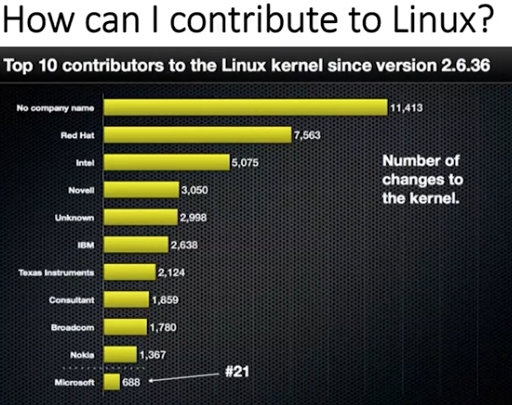 How can I contribute to Linux?
Top 10 contributors to the Linux kernel since version 2.6.36
No company name 11,413
Red Hat 7,563
Intel 5,075
Number of
changes to
the kernel.
Novell 3,050
Unknown 2,998
IBM 2,638
Texas Instruments 2,124
Consultant 1,859
Broadcom 1,780
Nokia 1,367
Microsoft 688
#21